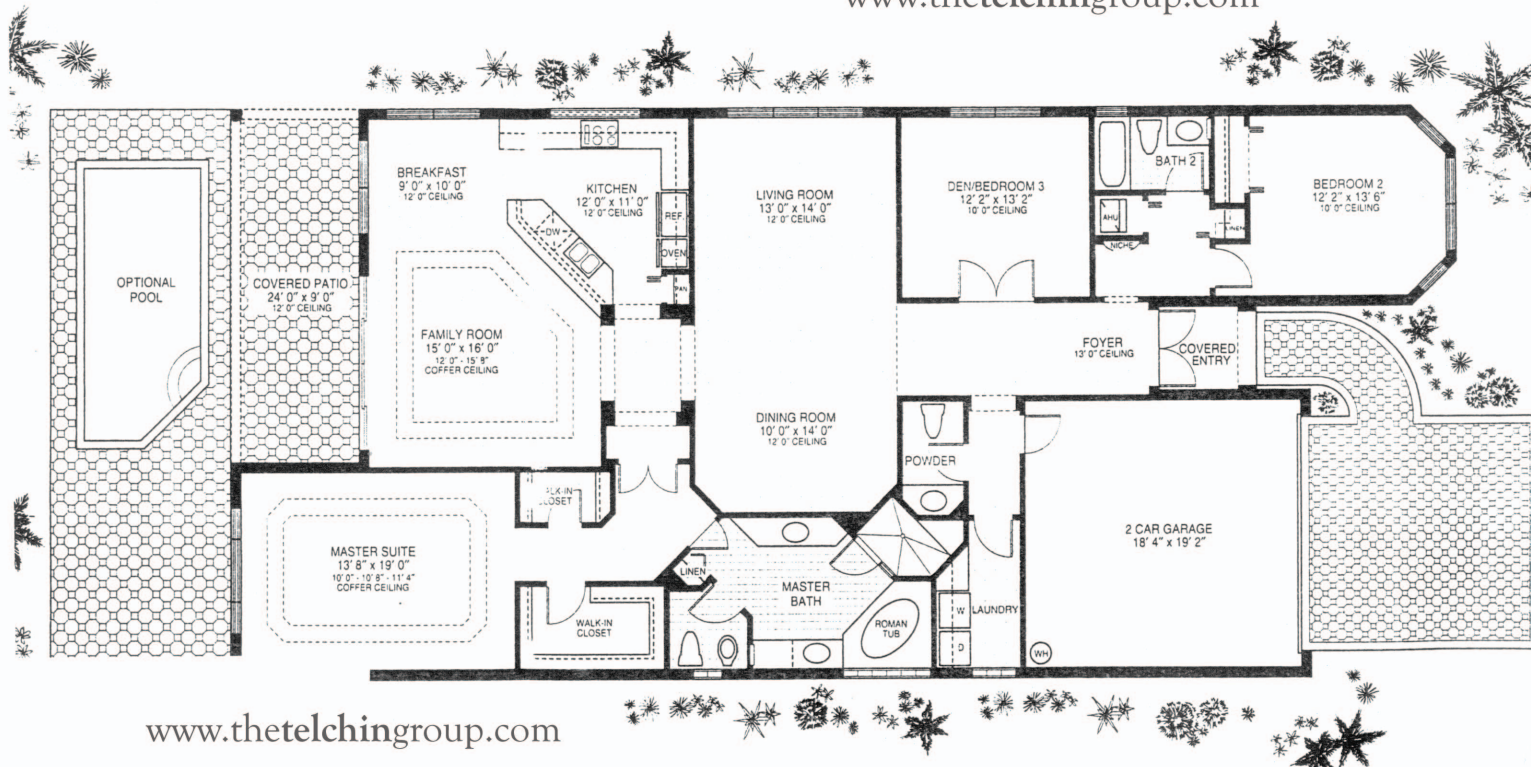 www.thetelchingroup.com
BREAKFAST
9' 0" x 10' 0"
12' 0" CEILING
KITCHEN
12' 0" x 11' 0"
12' 0" CEILING
REF.
OVEN
DW
PAN
LIVING ROOM
13' 0" x 14' 0"
12' 0" CEILING
DEN/BEDROOM 3
12' 2" x 13' 2"
10' 0" CEILING
BATH 2
AHU
NICHE
LINEN
BEDROOM 2
12' 2" x 13' 6"
10' 0" CEILING
OPTIONAL
POOL
COVERED PATIO
24' 0" x 9' 0"
12' 0" CEILING
FAMILY ROOM
15' 0" x 16' 0"
12' 0" - 15' 8"
COFFER CEILING
FOYER
13' 0" CEILING
COVERED
ENTRY
DINING ROOM
10' 0" x 14' 0"
12' 0" CEILING
POWDER
WALK-IN
CLOSET
2 CAR GARAGE
18' 4" x 19' 2"
MASTER SUITE
13' 8" x 19' 0"
10' 0" - 10' 8" - 11' 4"
COFFER CEILING
LINEN
MASTER
BATH
WALK-IN
CLOSET
ROMAN
TUB
W
D
LAUNDRY
WH
www.thetelchingroup.com